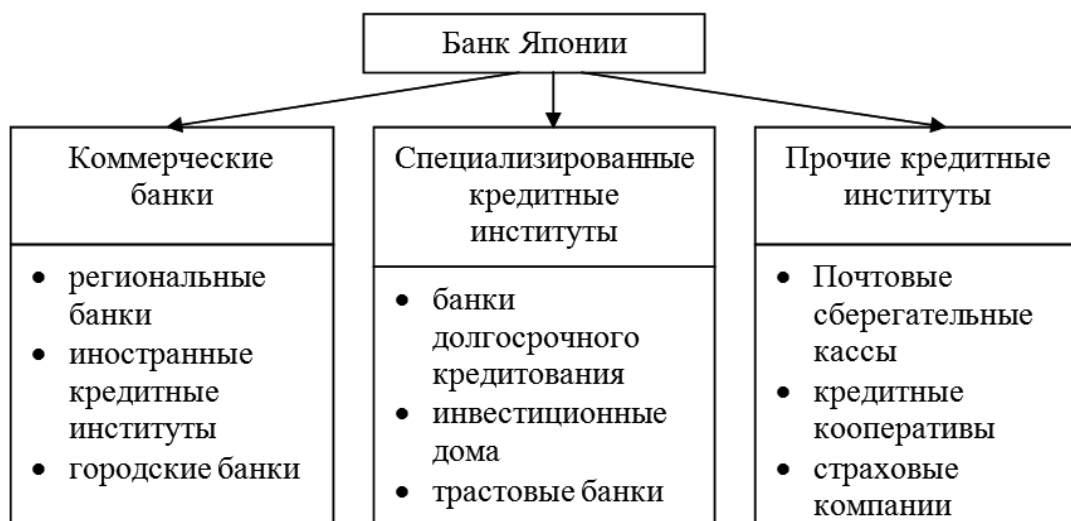 Банк Японии
Коммерческие
банки
• региональные
банки
• иностранные
кредитные
институты
• городские банки
Специализированные
кредитные
институты
• банки
долгосрочного
кредитования
• инвестиционные
дома
• трастовые банки
Прочие кредитные
институты
• Почтовые
сберегательные
кассы
• кредитные
кооперативы
• страховые
компании